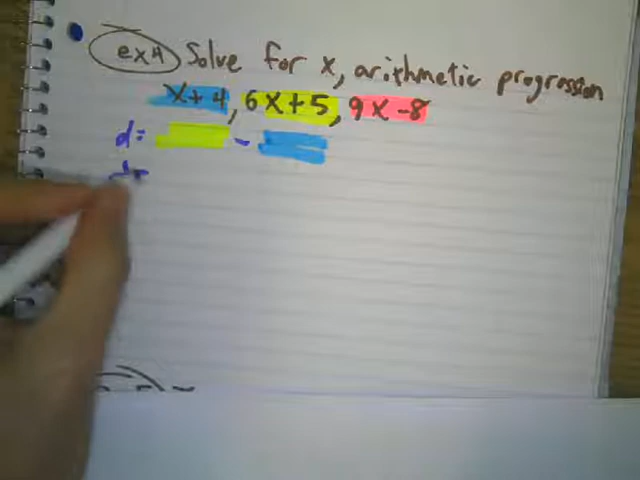 ex4 Solve for x, arithmetic progression
x+4, 6x+5, 9x-8
d= -
d=